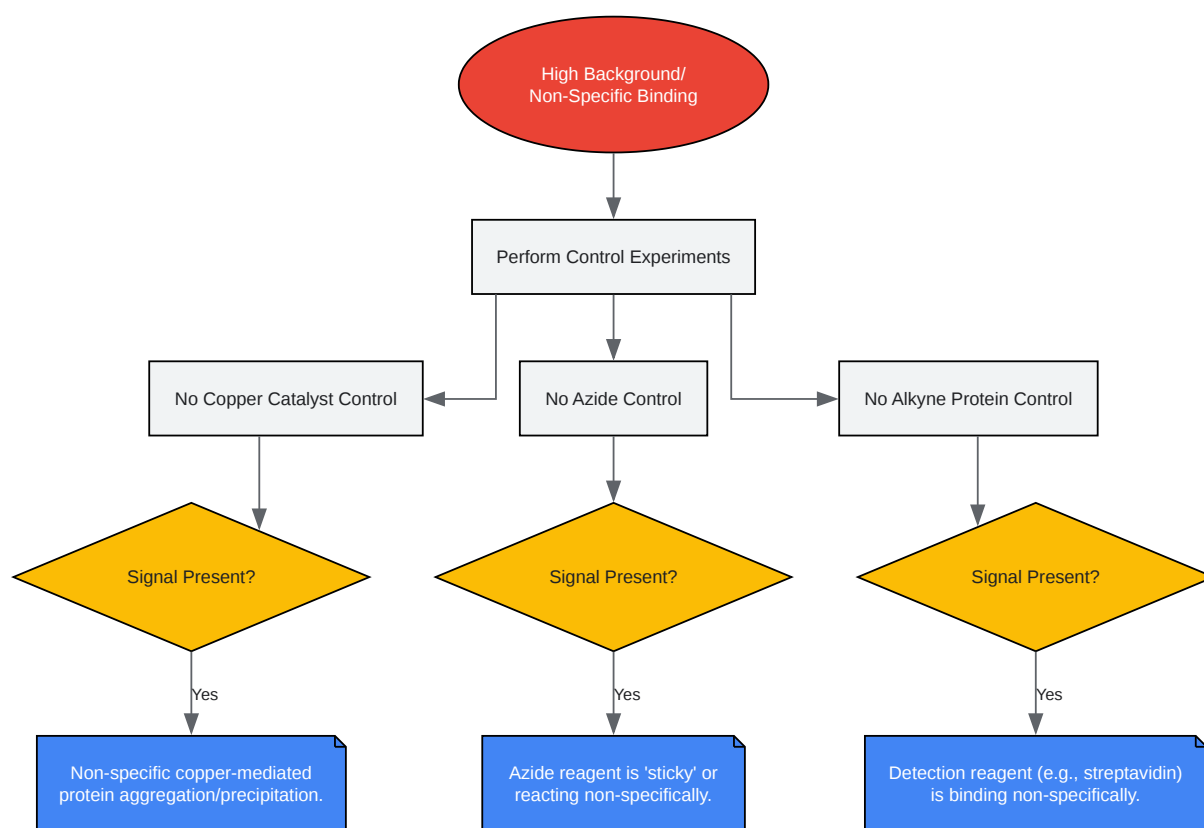 High Background/
Non-Specific Binding
Perform Control Experiments
No Copper Catalyst Control
No Azide Control
No Alkyne Protein Control
Signal Present?
Signal Present?
Signal Present?
Yes
Yes
Yes
Non-specific copper-mediated
protein aggregation/precipitation.
Azide reagent is 'sticky' or
reacting non-specifically.
Detection reagent (e.g., streptavidin)
is binding non-specifically.